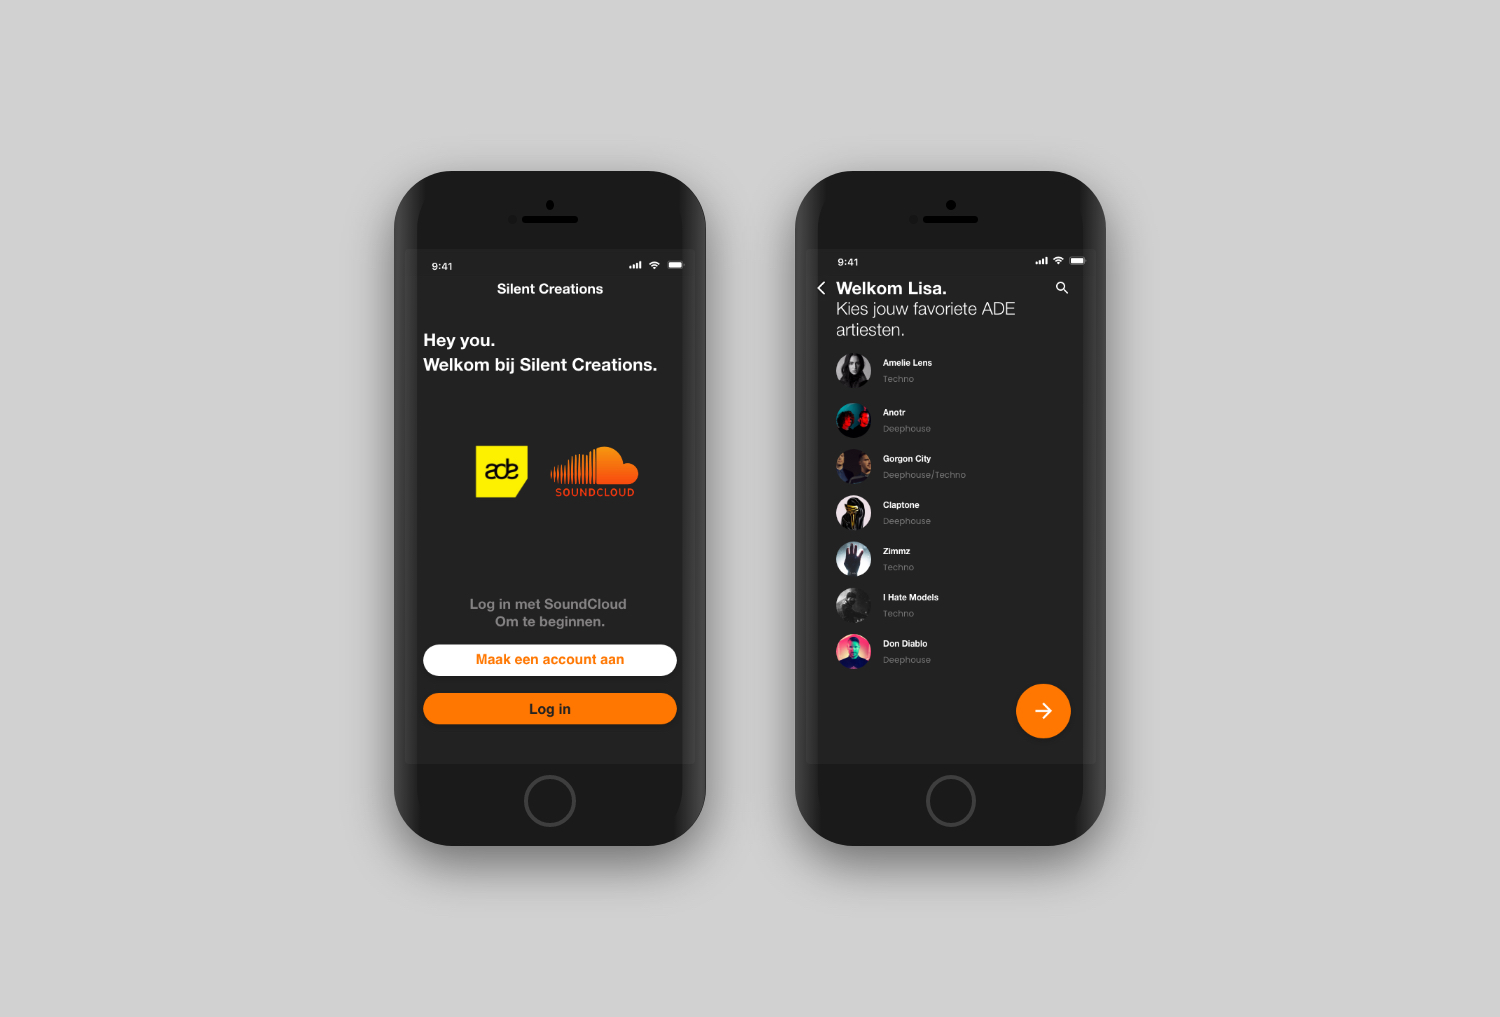 9:41
Silent Creations
Hey you.
Welkom bij Silent Creations.
ade
SOUNDCLOUD
Log in met SoundCloud
Om te beginnen.
Maak een account aan
Log in
9:41
Welkom Lisa.
Kies jouw favoriete ADE
artiesten.
Amelie Lens
Techno
Anotr
Deephouse
Gorgon City
Deephouse/Techno
Claptone
Deephouse
Zimmz
Techno
I Hate Models
Techno
Don Diablo
Deephouse